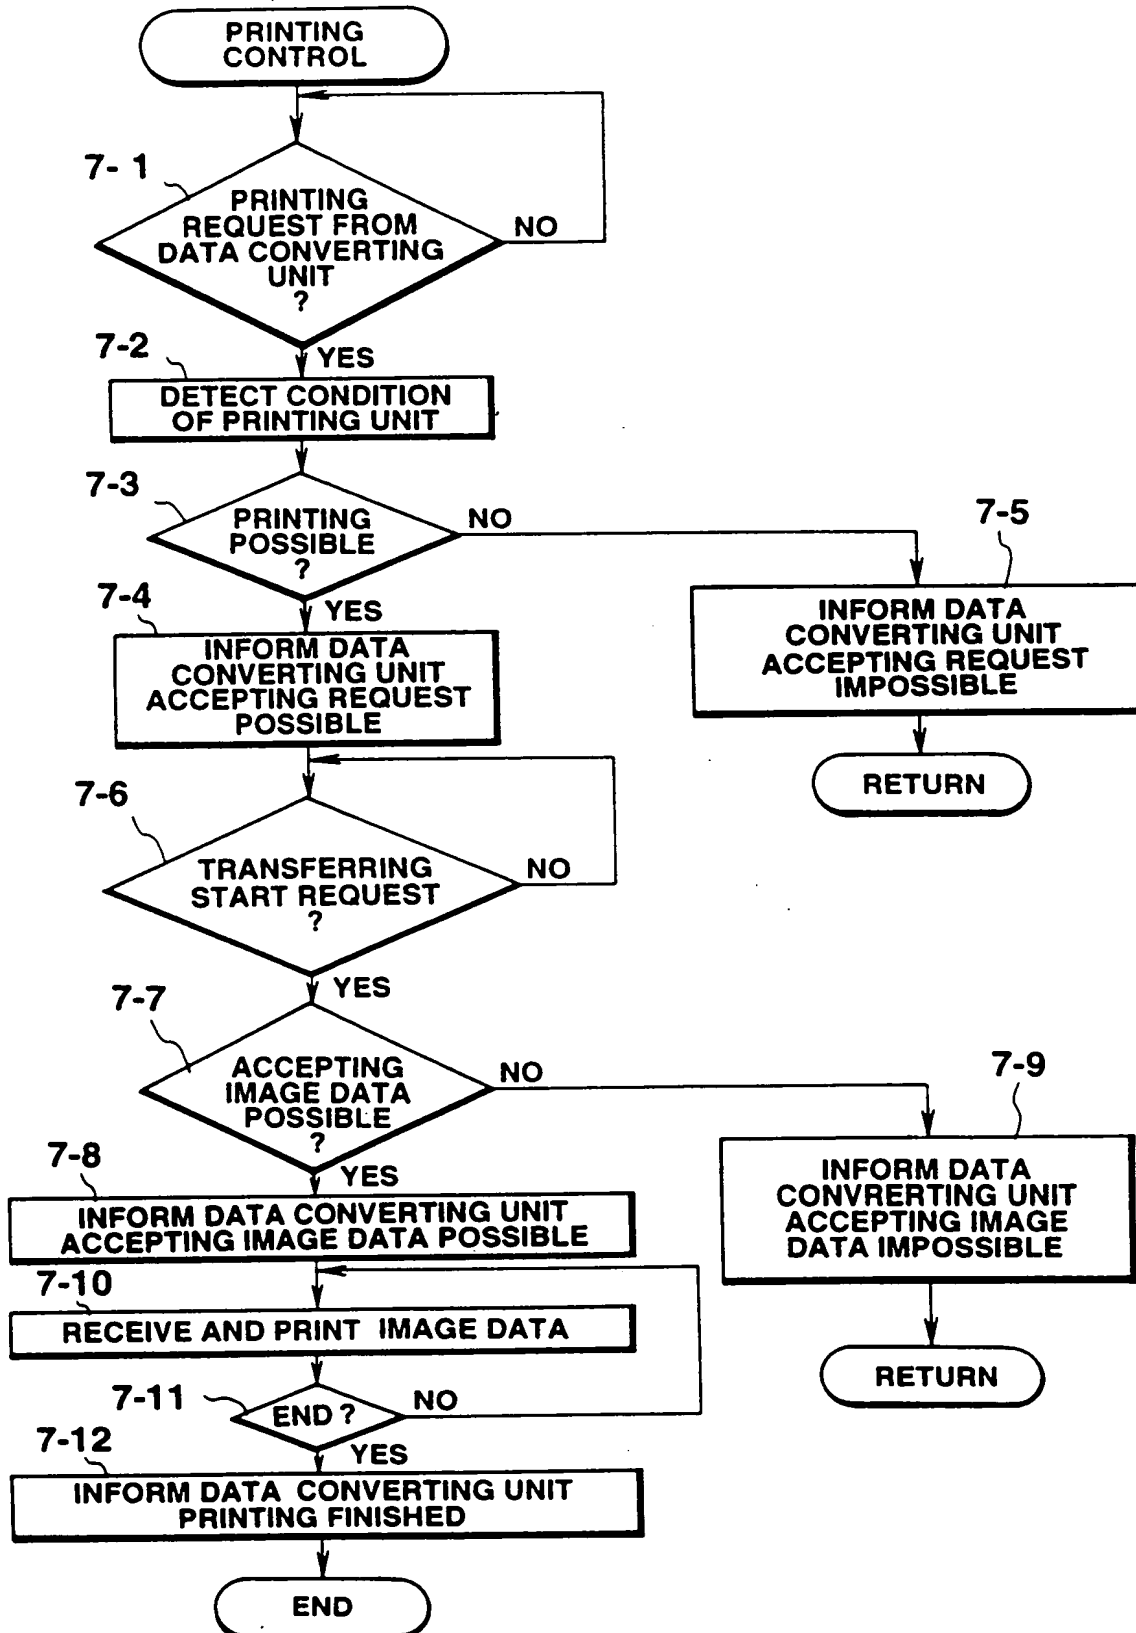 PRINTING
CONTROL
7- 1
PRINTING
REQUEST FROM
DATA CONVERTING
UNIT
?
NO
YES
7-2
DETECT CONDITION
OF PRINTING UNIT
7-3
PRINTING
POSSIBLE
?
NO
YES
7-5
INFORM DATA
CONVERTING UNIT
ACCEPTING REQUEST
IMPOSSIBLE
RETURN
7-4
INFORM DATA
CONVERTING UNIT
ACCEPTING REQUEST
POSSIBLE
7-6
TRANSFERRING
START REQUEST
?
NO
YES
7-7
ACCEPTING
IMAGE DATA
POSSIBLE
?
NO
YES
7-9
INFORM DATA
CONVRERTING UNIT
ACCEPTING IMAGE
DATA IMPOSSIBLE
RETURN
7-8
INFORM DATA CONVERTING UNIT
ACCEPTING IMAGE DATA POSSIBLE
7-10
RECEIVE AND PRINT IMAGE DATA
7-11
END ?
NO
YES
7-12
INFORM DATA CONVERTING UNIT
PRINTING FINISHED
END